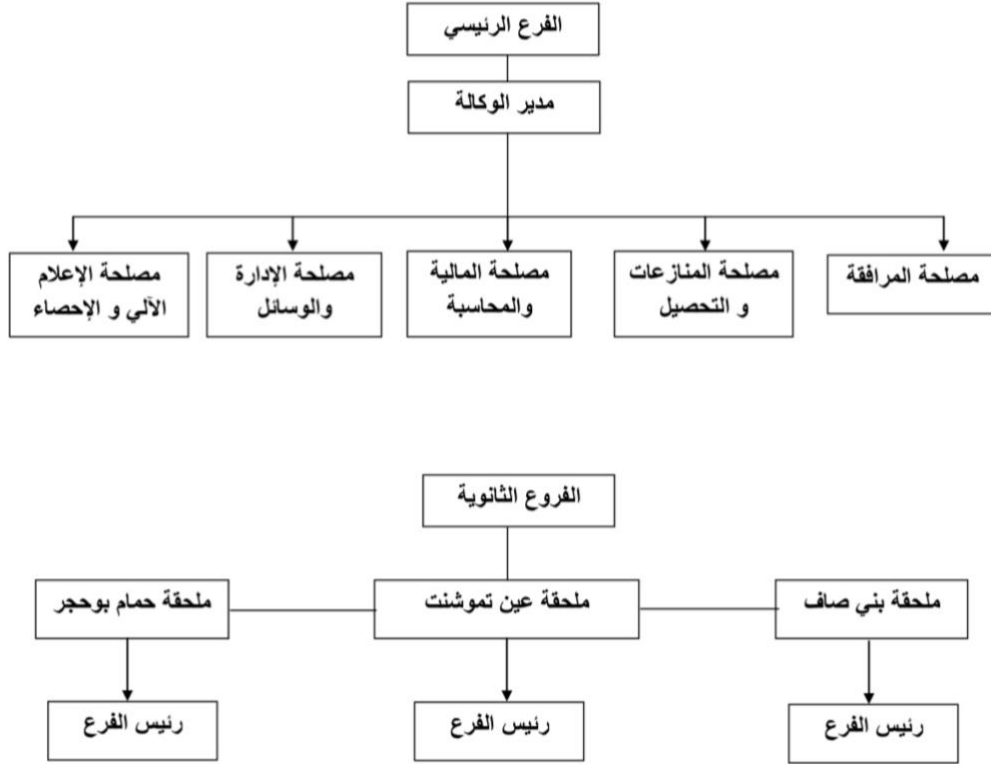 الفرع الرئيسي
مدير الوكالة
مصلحة المرافقة
مصلحة المنازعات
و التحصيل
مصلحة المالية
والمحاسبة
مصلحة الإدارة
والوسائل
مصلحة الإعلام
الآلي و الإحصاء
الفروع الثانوية
ملحقة بني صاف
ملحقة عين تموشنت
ملحقة حمام بوحجر
رئيس الفرع
رئيس الفرع
رئيس الفرع